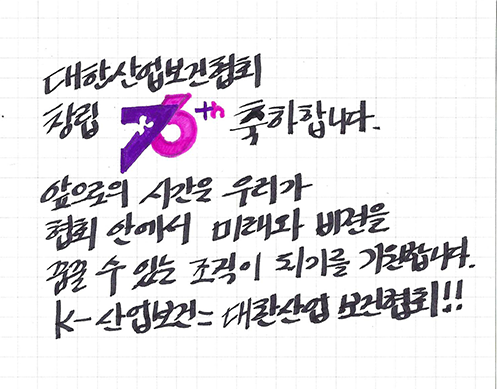 대한산업보건협회
창립 76th 축하합니다.
앞으로의 시간은 우리가
협회 안에서 미래와 비전을
꿈꿀 수 있는 조직이 되기를 기원합니다.
K-산업보건= 대한산업보건협회!!